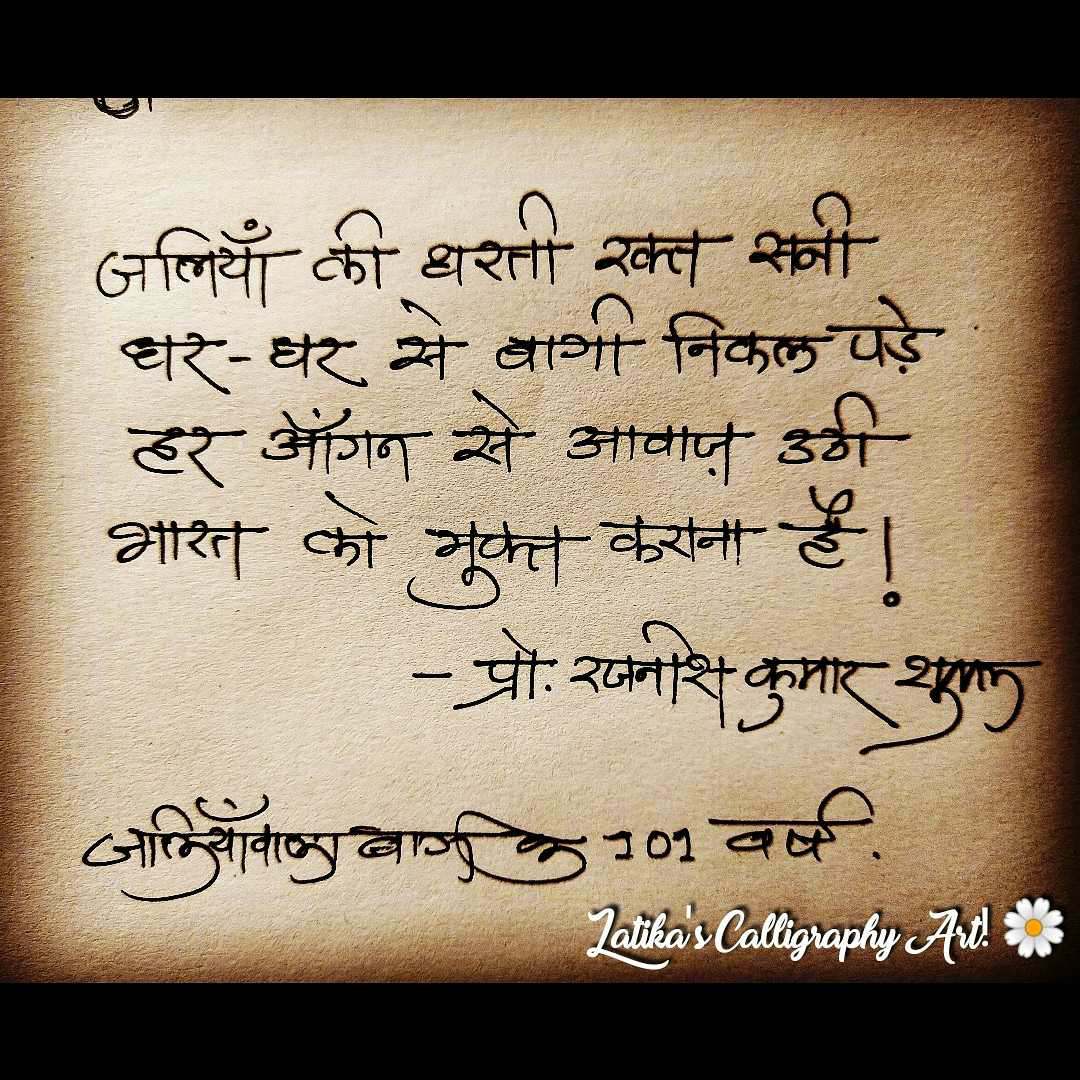 जलियाँ की धरती रक्त सनी
घर-घर से बागी निकल पड़े
हर आँगन से आवाज़ उठी
भारत को मुक्त कराना है!
- प्रो. रजनीश कुमार शुक्ल
जलियाँवाला बाग के 101 वर्ष.
Latika's Calligraphy Art!